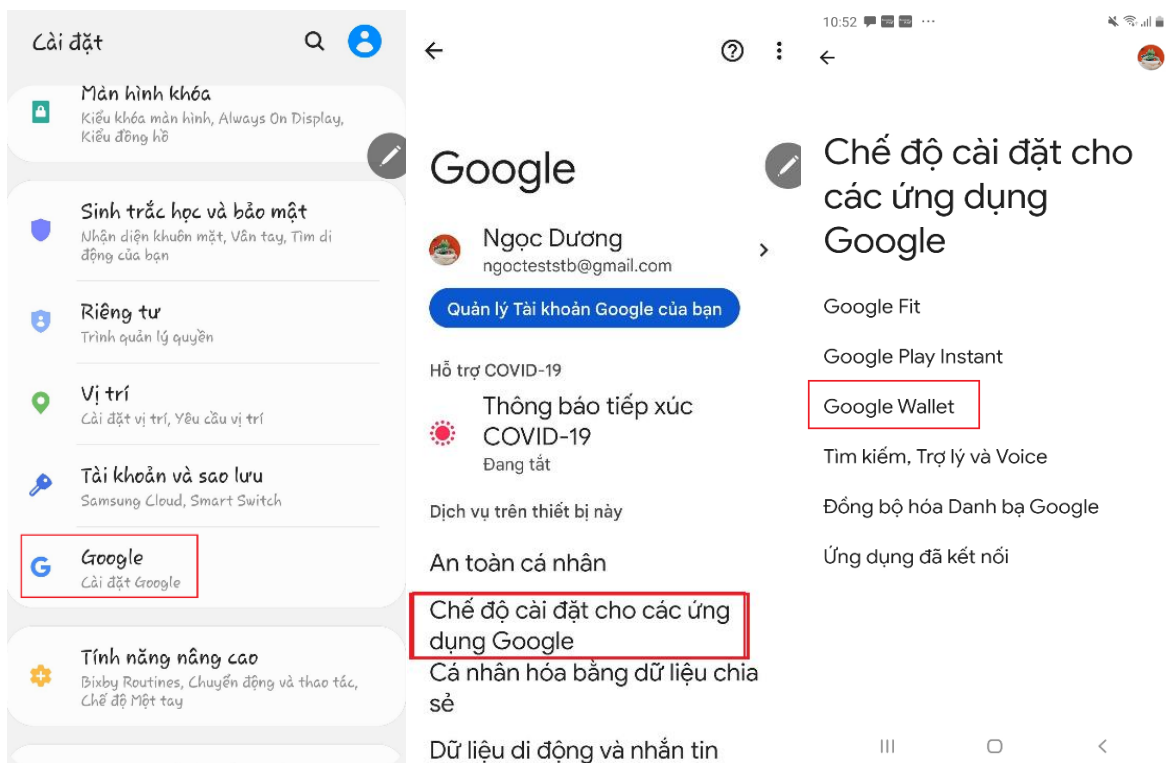 Cài đặt
Màn hình khóa
Kiểu khóa màn hình, Always On Display,
Kiểu đồng hồ
Sinh trắc học và bảo mật
Nhận diện khuôn mặt, Vân tay, Tìm di
động của bạn
Riêng tư
Trình quản lý quyền
Vị trí
Cài đặt vị trí, Yêu cầu vị trí
Tài khoản và sao lưu
Samsung Cloud, Smart Switch
Google
Cài đặt Google
Tính năng nâng cao
Bixby Routines, Chuyển động và thao tác,
Chế độ Một tay
Google
Ngọc Dương
ngocteststb@gmail.com
Quản lý Tài khoản Google của bạn
Hỗ trợ COVID-19
Thông báo tiếp xúc
COVID-19
Đang tắt
Dịch vụ trên thiết bị này
An toàn cá nhân
Chế độ cài đặt cho các ứng
dụng Google
Cá nhân hóa bằng dữ liệu chia
sẻ
Dữ liệu di động và nhắn tin
10:52
Chế độ cài đặt cho
các ứng dụng
Google
Google Fit
Google Play Instant
Google Wallet
Tìm kiếm, Trợ lý và Voice
Đồng bộ hóa Danh bạ Google
Ứng dụng đã kết nối